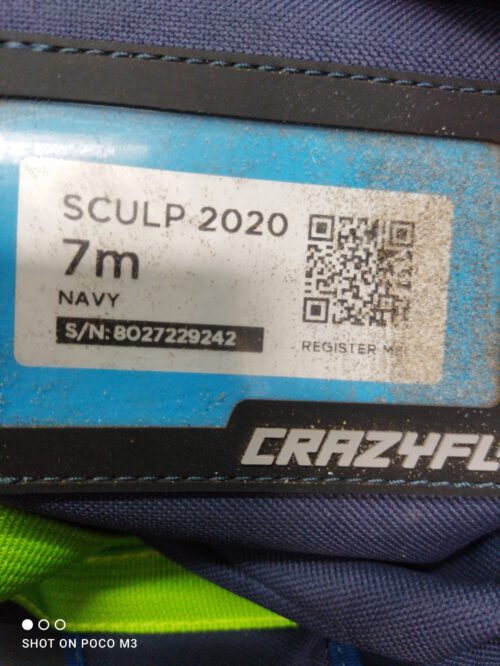 SCULP 2020
7m
NAVY
S/N: 8027229242
REGISTER
CRAZYFL
SHOT ON POCO M3